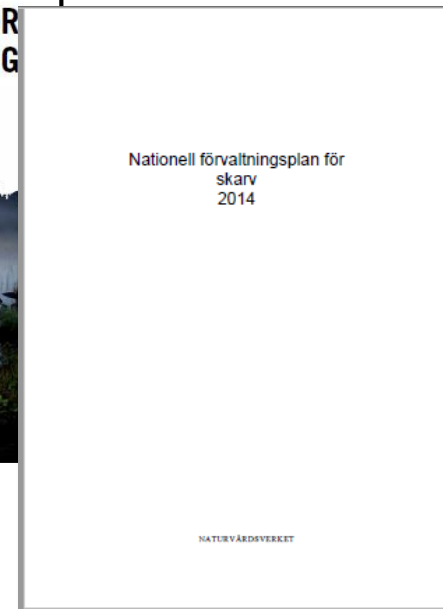 R
G
Nationell förvaltningsplan för
skarv
2014
NATURVÅRDSVERKET